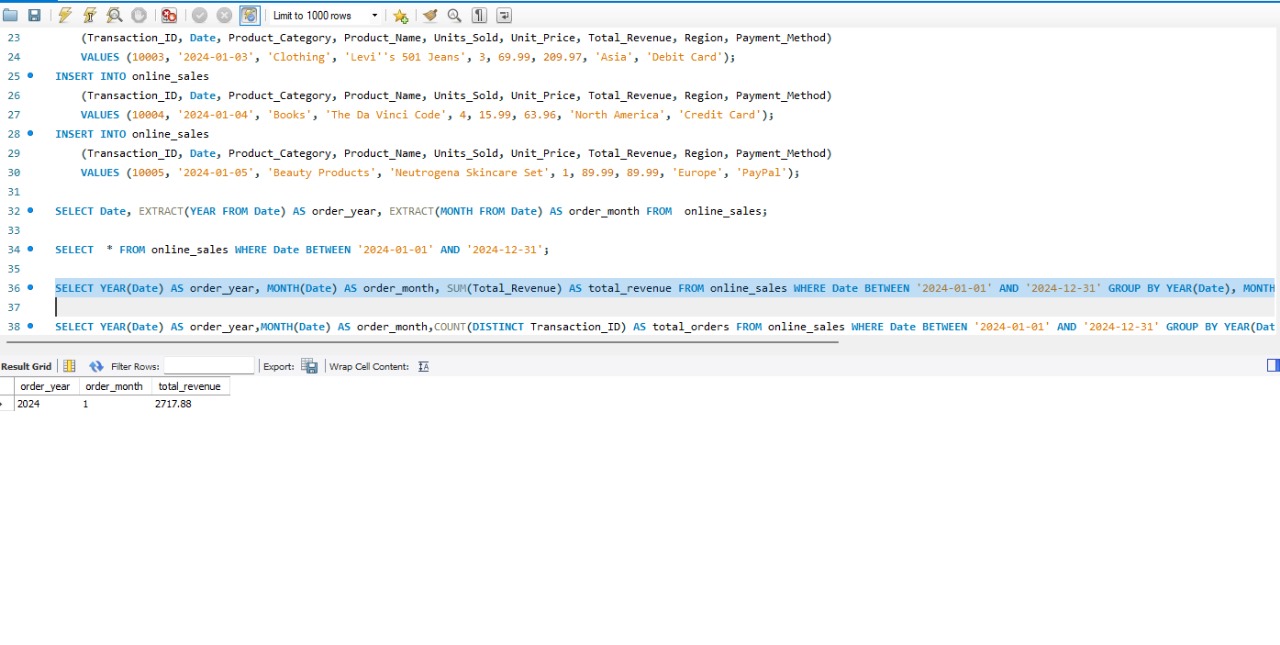 Limit to 1000 rows
23 (Transaction_ID, Date, Product_Category, Product_Name, Units_Sold, Unit_Price, Total_Revenue, Region, Payment_Method)
24 VALUES (10003, '2024-01-03', 'Clothing', 'Levi''s 501 Jeans', 3, 69.99, 209.97, 'Asia', 'Debit Card');
25 INSERT INTO online_sales
26 (Transaction_ID, Date, Product_Category, Product_Name, Units_Sold, Unit_Price, Total_Revenue, Region, Payment_Method)
27 VALUES (10004, '2024-01-04', 'Books', 'The Da Vinci Code', 4, 15.99, 63.96, 'North America', 'Credit Card');
28 INSERT INTO online_sales
29 (Transaction_ID, Date, Product_Category, Product_Name, Units_Sold, Unit_Price, Total_Revenue, Region, Payment_Method)
30 VALUES (10005, '2024-01-05', 'Beauty Products', 'Neutrogena Skincare Set', 1, 89.99, 89.99, 'Europe', 'PayPal');
31
32 SELECT Date, EXTRACT(YEAR FROM Date) AS order_year, EXTRACT(MONTH FROM Date) AS order_month FROM  online_sales;
33
34 SELECT  * FROM online_sales WHERE Date BETWEEN '2024-01-01' AND '2024-12-31';
35
36 SELECT YEAR(Date) AS order_year, MONTH(Date) AS order_month, SUM(Total_Revenue) AS total_revenue FROM online_sales WHERE Date BETWEEN '2024-01-01' AND '2024-12-31' GROUP BY YEAR(Date), MONTH
37
38 SELECT YEAR(Date) AS order_year,MONTH(Date) AS order_month,COUNT(DISTINCT Transaction_ID) AS total_orders FROM online_sales WHERE Date BETWEEN '2024-01-01' AND '2024-12-31' GROUP BY YEAR(Dat
Result Grid Filter Rows: Export: Wrap Cell Content:
order_year order_month total_revenue
2024 1 2717.88